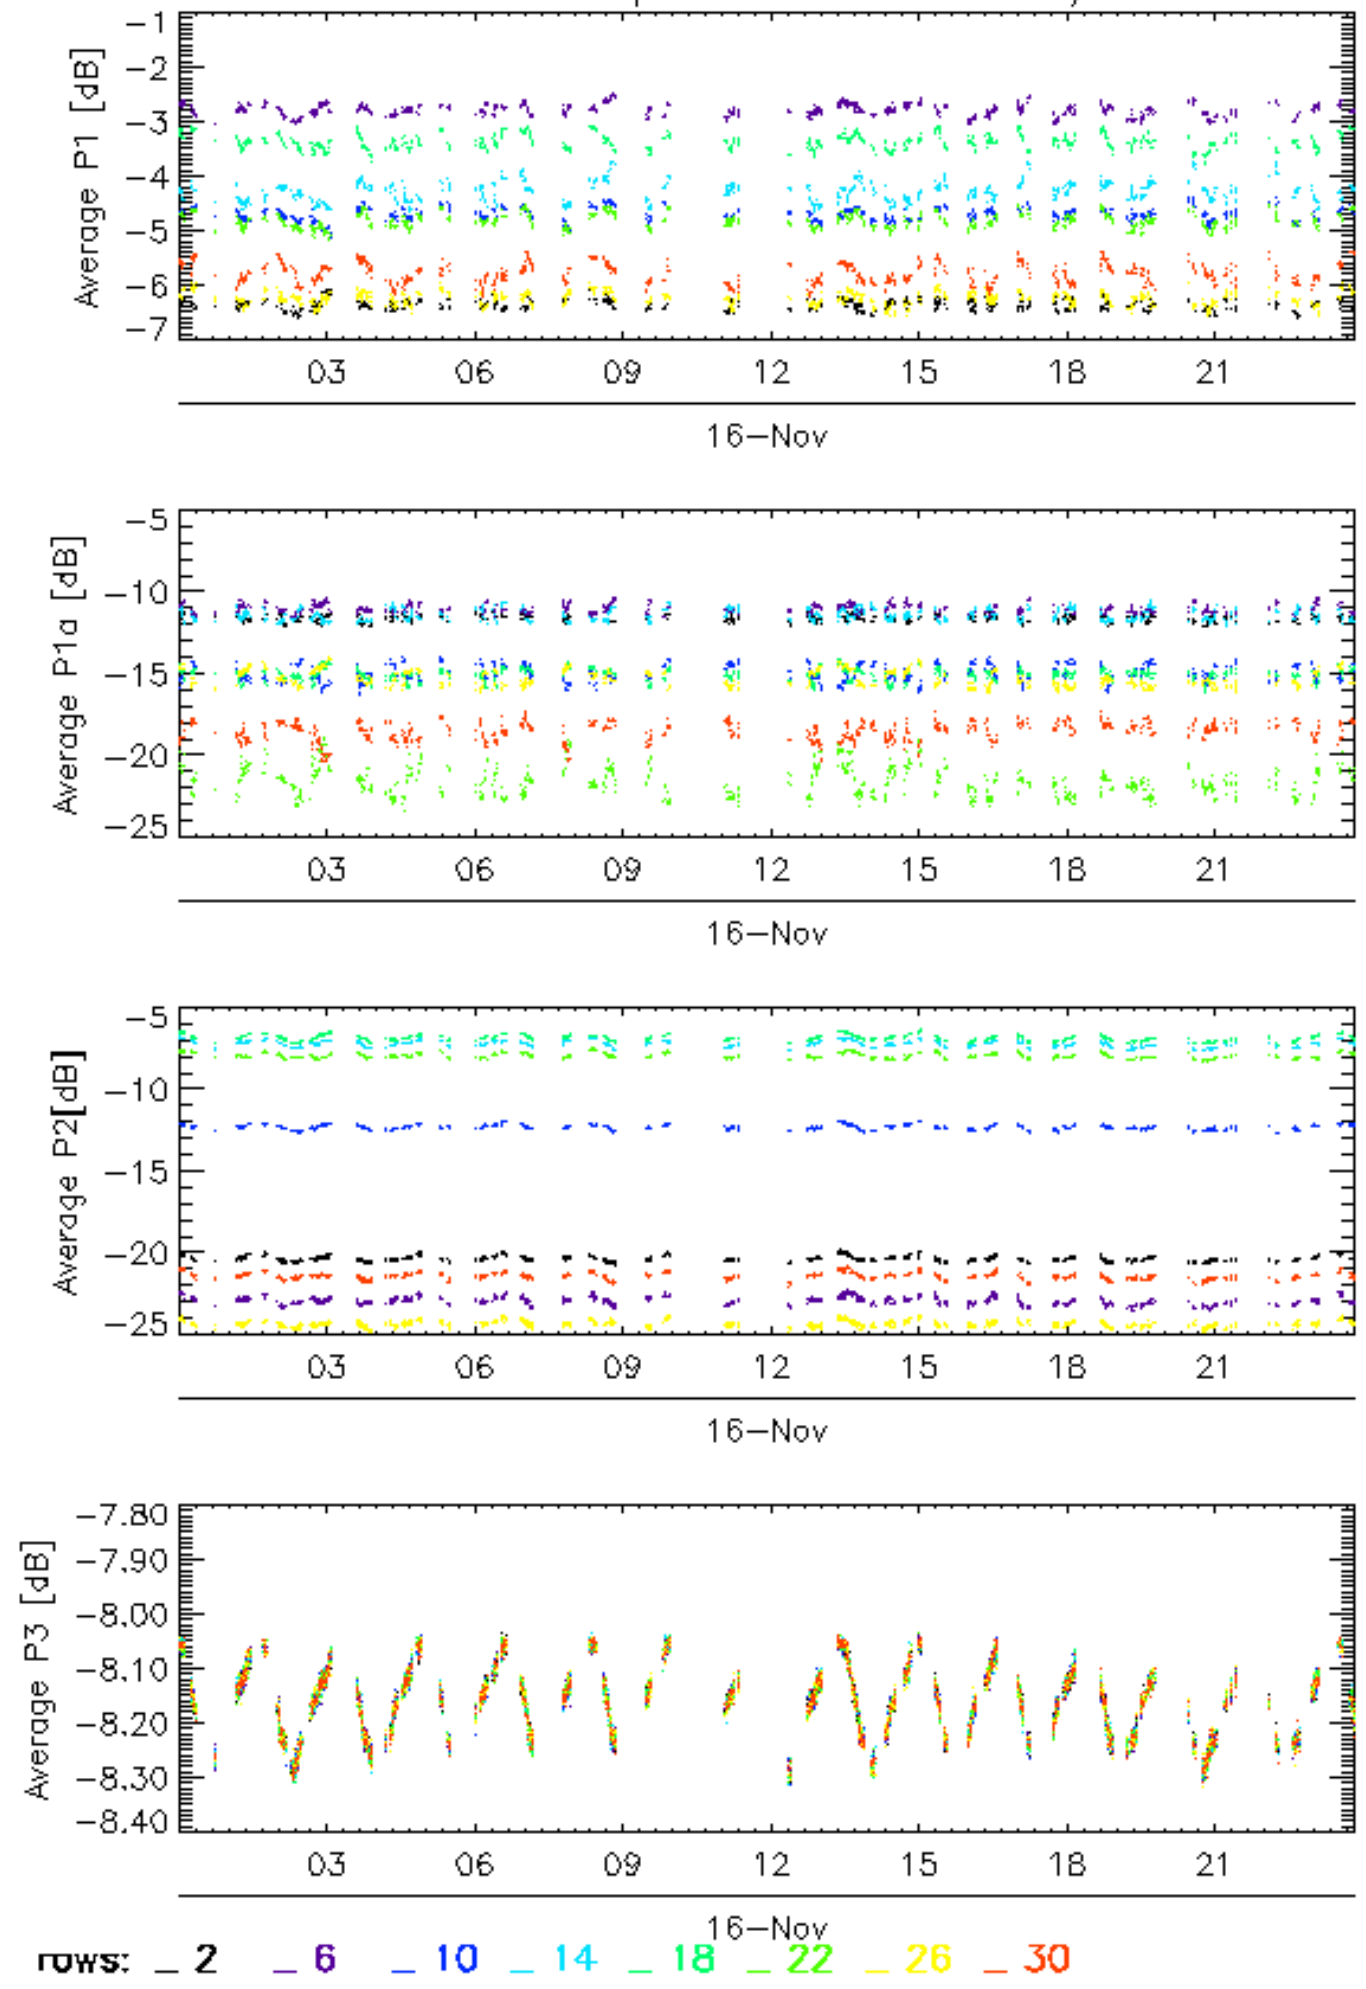 Average P1 [dB]
-1
-2
-3
-4
-5
-6
-7
03 06 09 12 15 18 21
16-Nov
Average P1a [dB]
-5
-10
-15
-20
-25
03 06 09 12 15 18 21
16-Nov
Average P2[dB]
-5
-10
-15
-20
-25
03 06 09 12 15 18 21
16-Nov
Average P3 [dB]
-7.80
-7.90
-8.00
-8.10
-8.20
-8.30
-8.40
03 06 09 12 15 18 21
16-Nov
rows: _ 2 _ 6 _ 10 _ 14 _ 18 _ 22 _ 26 _ 30